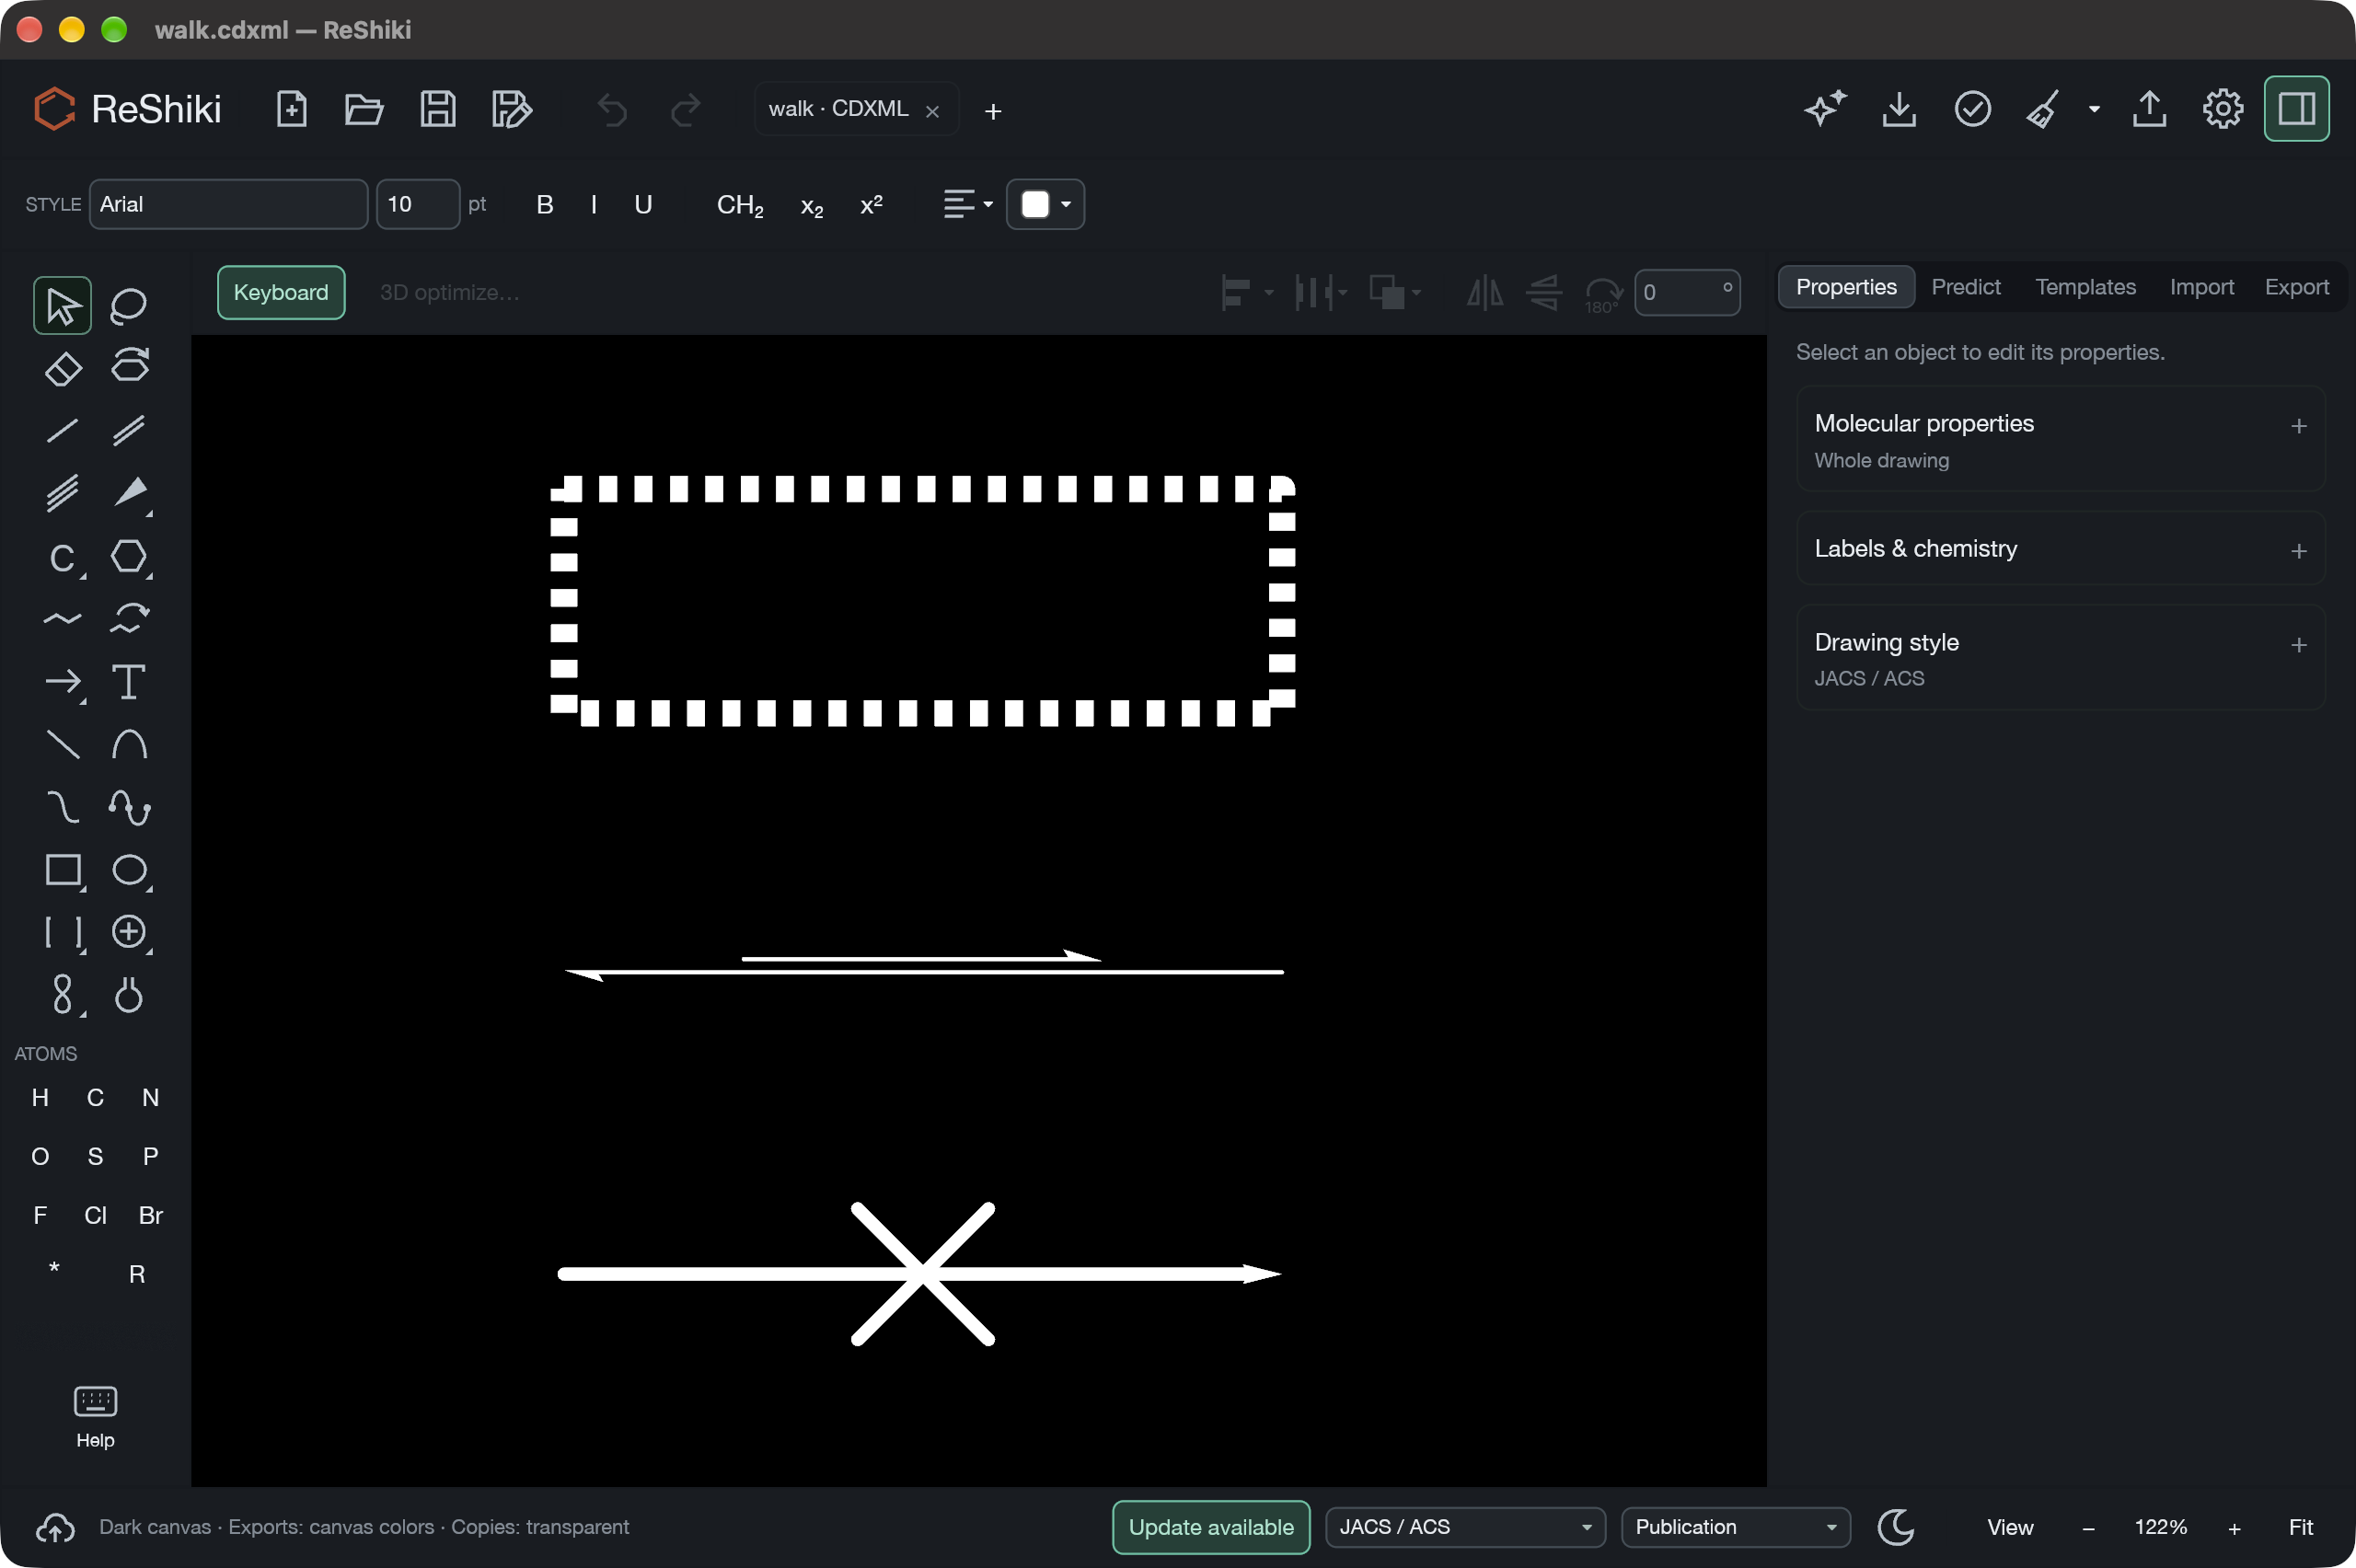 walk.cdxml — ReShiki
ReShiki
walk · CDXML
STYLE Arial 10 pt B I U CH₂ x₂ x²
Keyboard 3D optimize... 180° 0 °
Properties Predict Templates Import Export
Select an object to edit its properties.
Molecular properties
Whole drawing
Labels & chemistry
Drawing style
JACS / ACS
C
T
ATOMS
H C N
O S P
F Cl Br
* R
Help
Dark canvas · Exports: canvas colors · Copies: transparent
Update available
JACS / ACS
Publication
View − 122% + Fit